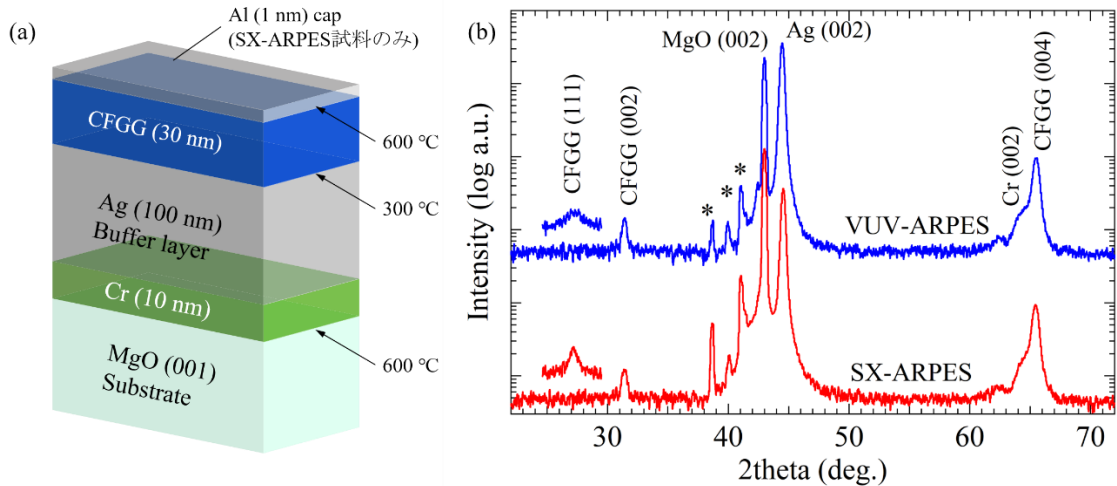 (a)
Al (1 nm) cap
(SX-ARPES試料のみ)
CFGG (30 nm)
600 ℃
300 ℃
Ag (100 nm)
Buffer layer
Cr (10 nm)
600 ℃
MgO (001)
Substrate
(b)
Intensity (log a.u.)
CFGG (111)
CFGG (002)
*
*
*
MgO (002)
Ag (002)
Cr (002)
CFGG (004)
VUV-ARPES
SX-ARPES
30
40
50
60
70
2theta (deg.)